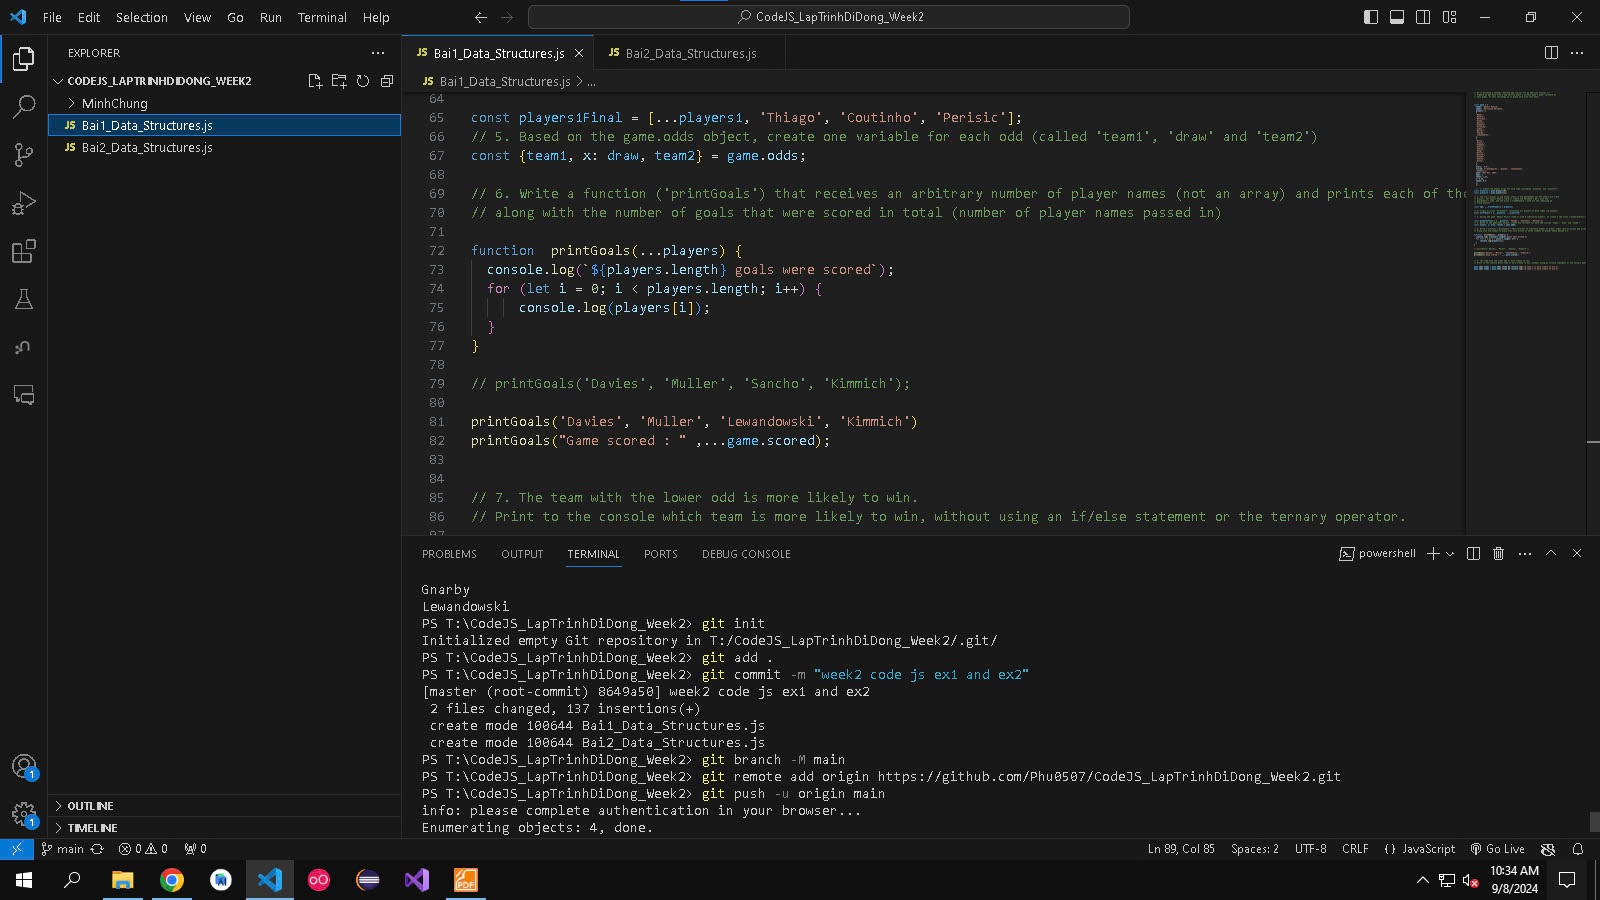 File Edit Selection View Go Run Terminal Help
CodeJS_LapTrinhDiDong_Week2
EXPLORER
CODEJS_LAPTRINHDIDONG_WEEK2
MinhChung
JS Bai1_Data_Structures.js
JS Bai2_Data_Structures.js
OUTLINE
TIMELINE
JS Bai1_Data_Structures.js
JS Bai2_Data_Structures.js
JS Bai1_Data_Structures.js > ...
64
65 const players1Final = [...players1, 'Thiago', 'Coutinho', 'Perisic'];
66 // 5. Based on the game.odds object, create one variable for each odd (called 'team1', 'draw' and 'team2')
67 const {team1, x: draw, team2} = game.odds;
68
69 // 6. Write a function ('printGoals') that receives an arbitrary number of player names (not an array) and prints each of the
70 // along with the number of goals that were scored in total (number of player names passed in)
71
72 function  printGoals(...players) {
73 console.log(`${players.length} goals were scored`);
74 for (let i = 0; i < players.length; i++) {
75 console.log(players[i]);
76 }
77 }
78
79 // printGoals('Davies', 'Muller', 'Sancho', 'Kimmich');
80
81 printGoals('Davies', 'Muller', 'Lewandowski', 'Kimmich')
82 printGoals("Game scored : " ,...game.scored);
83
84
85 // 7. The team with the lower odd is more likely to win.
86 // Print to the console which team is more likely to win, without using an if/else statement or the ternary operator.
87
PROBLEMS OUTPUT TERMINAL PORTS DEBUG CONSOLE
powershell
Gnarby
Lewandowski
PS T:\CodeJS_LapTrinhDiDong_Week2> git init
Initialized empty Git repository in T:/CodeJS_LapTrinhDiDong_Week2/.git/
PS T:\CodeJS_LapTrinhDiDong_Week2> git add .
PS T:\CodeJS_LapTrinhDiDong_Week2> git commit -m "week2 code js ex1 and ex2"
[master (root-commit) 8649a50] week2 code js ex1 and ex2
2 files changed, 137 insertions(+)
create mode 100644 Bai1_Data_Structures.js
create mode 100644 Bai2_Data_Structures.js
PS T:\CodeJS_LapTrinhDiDong_Week2> git branch -M main
PS T:\CodeJS_LapTrinhDiDong_Week2> git remote add origin https://github.com/Phu0507/CodeJS_LapTrinhDiDong_Week2.git
PS T:\CodeJS_LapTrinhDiDong_Week2> git push -u origin main
info: please complete authentication in your browser...
Enumerating objects: 4, done.
1
1
main 0 0 0 Ln 89, Col 85 Spaces: 2 UTF-8 CRLF {} JavaScript Go Live
PDF
10:34 AM
9/8/2024